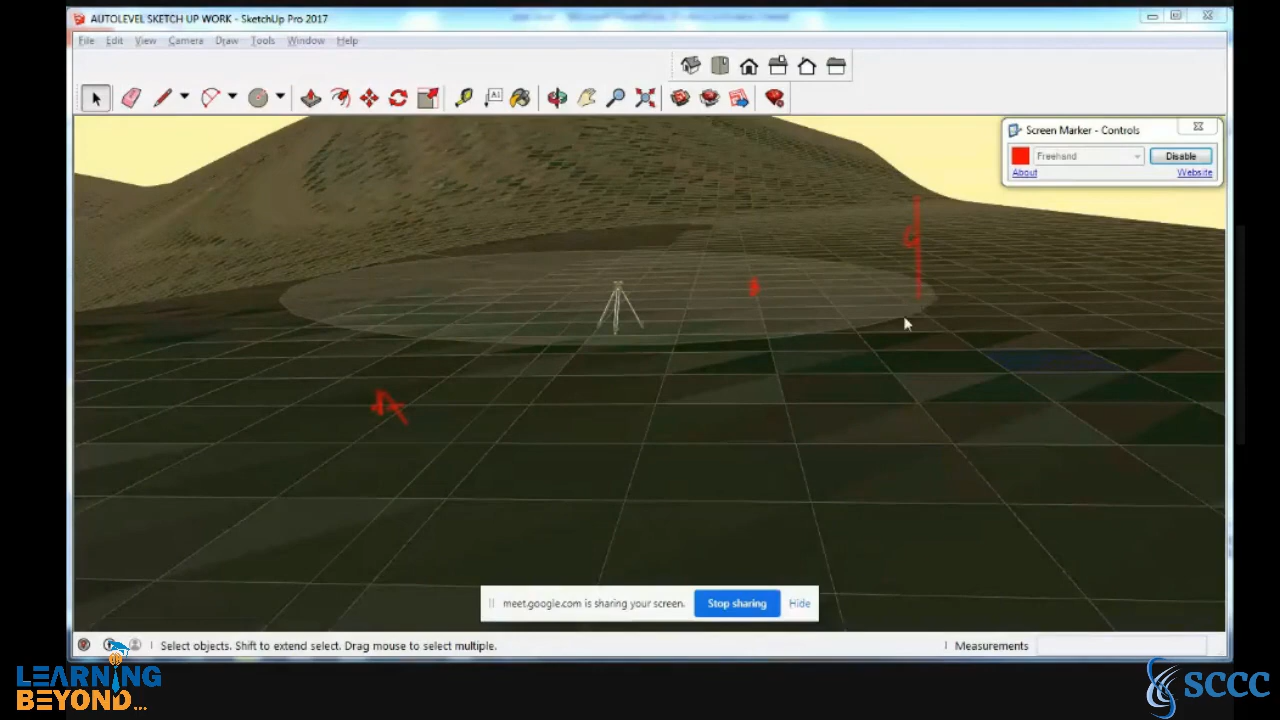 AUTOLEVEL SKETCH UP WORK - SketchUp Pro 2017
File Edit View Camera Draw Tools Window Help
A1
Screen Marker - Controls
Freehand
Disable
About
Website
A
meet.google.com is sharing your screen.
Stop sharing
Hide
Select objects. Shift to extend select. Drag mouse to select multiple.
Measurements
LEARNING
BEYOND...
SCCC